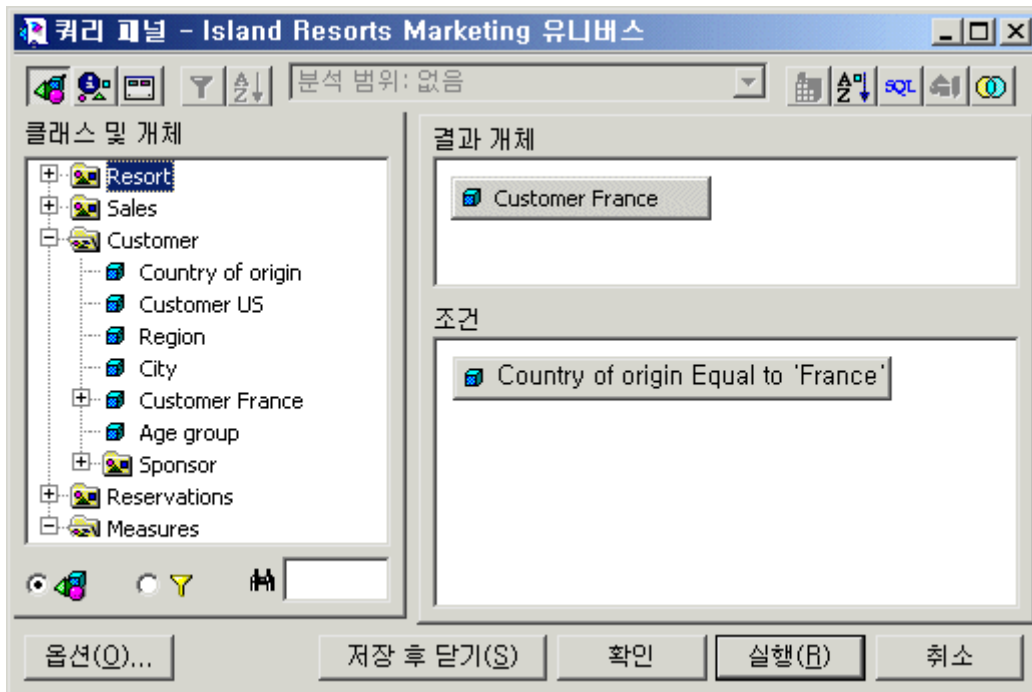 쿼리 패널 - Island Resorts Marketing 유니버스
분석 범위: 없음
SQL
클래스 및 개체
Resort
Sales
Customer
Country of origin
Customer US
Region
City
Customer France
Age group
Sponsor
Reservations
Measures
결과 개체
Customer France
조건
Country of origin Equal to 'France'
옵션(O)...
저장 후 닫기(S)
확인
실행(R)
취소